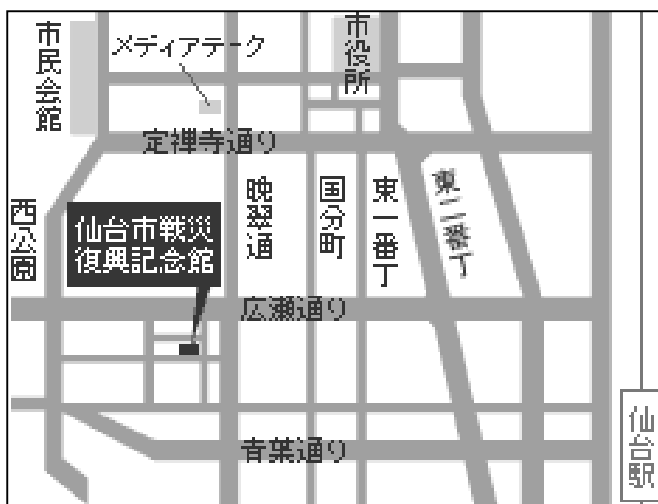 市民会館
メディアテーク
市役所
定禅寺通り
西公園
仙台市戦災
復興記念館
晩翠通
国分町
東一番丁
東二番丁
広瀬通り
青葉通り
仙台駅